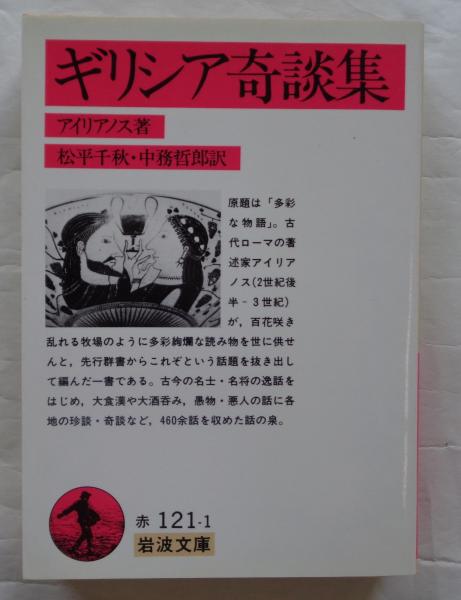 ギリシア奇談集
アイリアノス著
松平千秋・中務哲郎訳
原題は「多彩
な物語」。古
代ローマの著
述家アイリア
ノス(2世紀後
半-3世紀)
が，百花咲き
乱れる牧場のように多彩絢爛な読み物を世に供せ
んと，先行群書からこれぞという話題を抜き出し
て編んだ一書である。古今の名士・名将の逸話を
はじめ，大食漢や大酒呑み，愚物・悪人の話に各
地の珍談・奇談など，460余話を収めた話の泉。
赤 121-1
岩波文庫